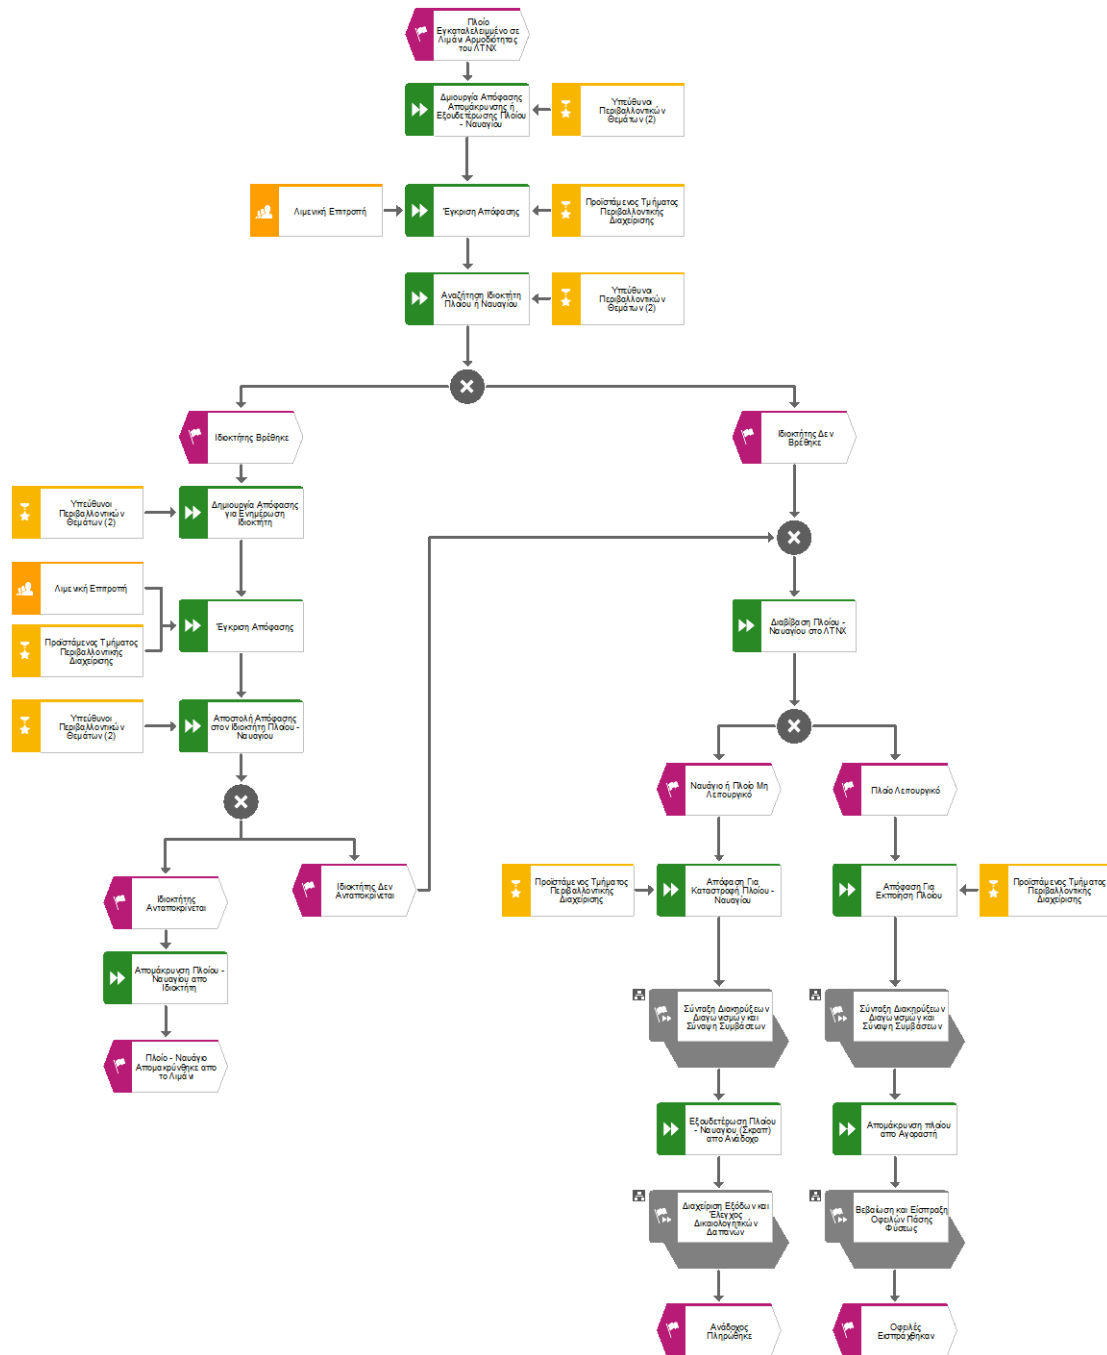 Πλοίο
Εγκαταλελειμμένο σε
Λιμάνι Αρμοδιότητας
του ΛΤΝΧ
Δμιουργία Απόφασης
Απομάκρυνσης ή
Εξουδετέρωσης Πλοίου
- Ναυαγίου
Υπεύθυνοι
Περιβαλλοντικών
Θεμάτων (2)
Λιμενική Επιτροπή
Έγκριση Απόφασης
Προϊστάμενος Τμήματος
Περιβαλλοντικής
Διαχείρισης
Αναζήτηση Ιδιοκτήτη
Πλοίου ή Ναυαγίου
Υπεύθυνοι
Περιβαλλοντικών
Θεμάτων (2)
Ιδιοκτήτης Βρέθηκε
Ιδιοκτήτης Δεν
Βρέθηκε
Υπεύθυνοι
Περιβαλλοντικών
Θεμάτων (2)
Δημιουργία Απόφασης
για Ενημέρωση
Ιδιοκτήτη
Λιμενική Επιτροπή
Προϊστάμενος Τμήματος
Περιβαλλοντικής
Διαχείρισης
Έγκριση Απόφασης
Διαβίβαση Πλοίου -
Ναυαγίου στο ΛΤΝΧ
Υπεύθυνοι
Περιβαλλοντικών
Θεμάτων (2)
Αποστολή Απόφασης
στον Ιδιοκτήτη Πλοίου -
Ναυαγίου
Ναυάγιο ή Πλοίο Μη
Λειτουργικό
Πλοίο Λειτουργικό
Ιδιοκτήτης
Ανταποκρίνεται
Ιδιοκτήτης Δεν
Ανταποκρίνεται
Προϊστάμενος Τμήματος
Περιβαλλοντικής
Διαχείρισης
Απόφαση Για
Καταστροφή Πλοίου -
Ναυαγίου
Απόφαση Για
Εκποίηση Πλοίου
Προϊστάμενος Τμήματος
Περιβαλλοντικής
Διαχείρισης
Απομάκρυνση Πλοίου -
Ναυαγίου απο
Ιδιοκτήτη
Σύνταξη Διακηρύξεων
Διαγωνισμών και
Σύναψη Συμβάσεων
Σύνταξη Διακηρύξεων
Διαγωνισμών και
Σύναψη Συμβάσεων
Πλοίο - Ναυάγιο
Απομακρύνθηκε απο
το Λιμάνι
Εξουδετέρωση Πλοίου
- Ναυαγίου (Σκραπ)
απο Ανάδοχο
Απομάκρυνση πλοίου
απο Αγοραστή
Διαχείριση Εξόδων και
Έλεγχος
Δικαιολογητικών
Δαπανών
Βεβαίωση και Είσπραξη
Οφειλών Πάσης
Φύσεως
Ανάδοχος
Πληρώθηκε
Οφειλές
Εισπράχθηκαν